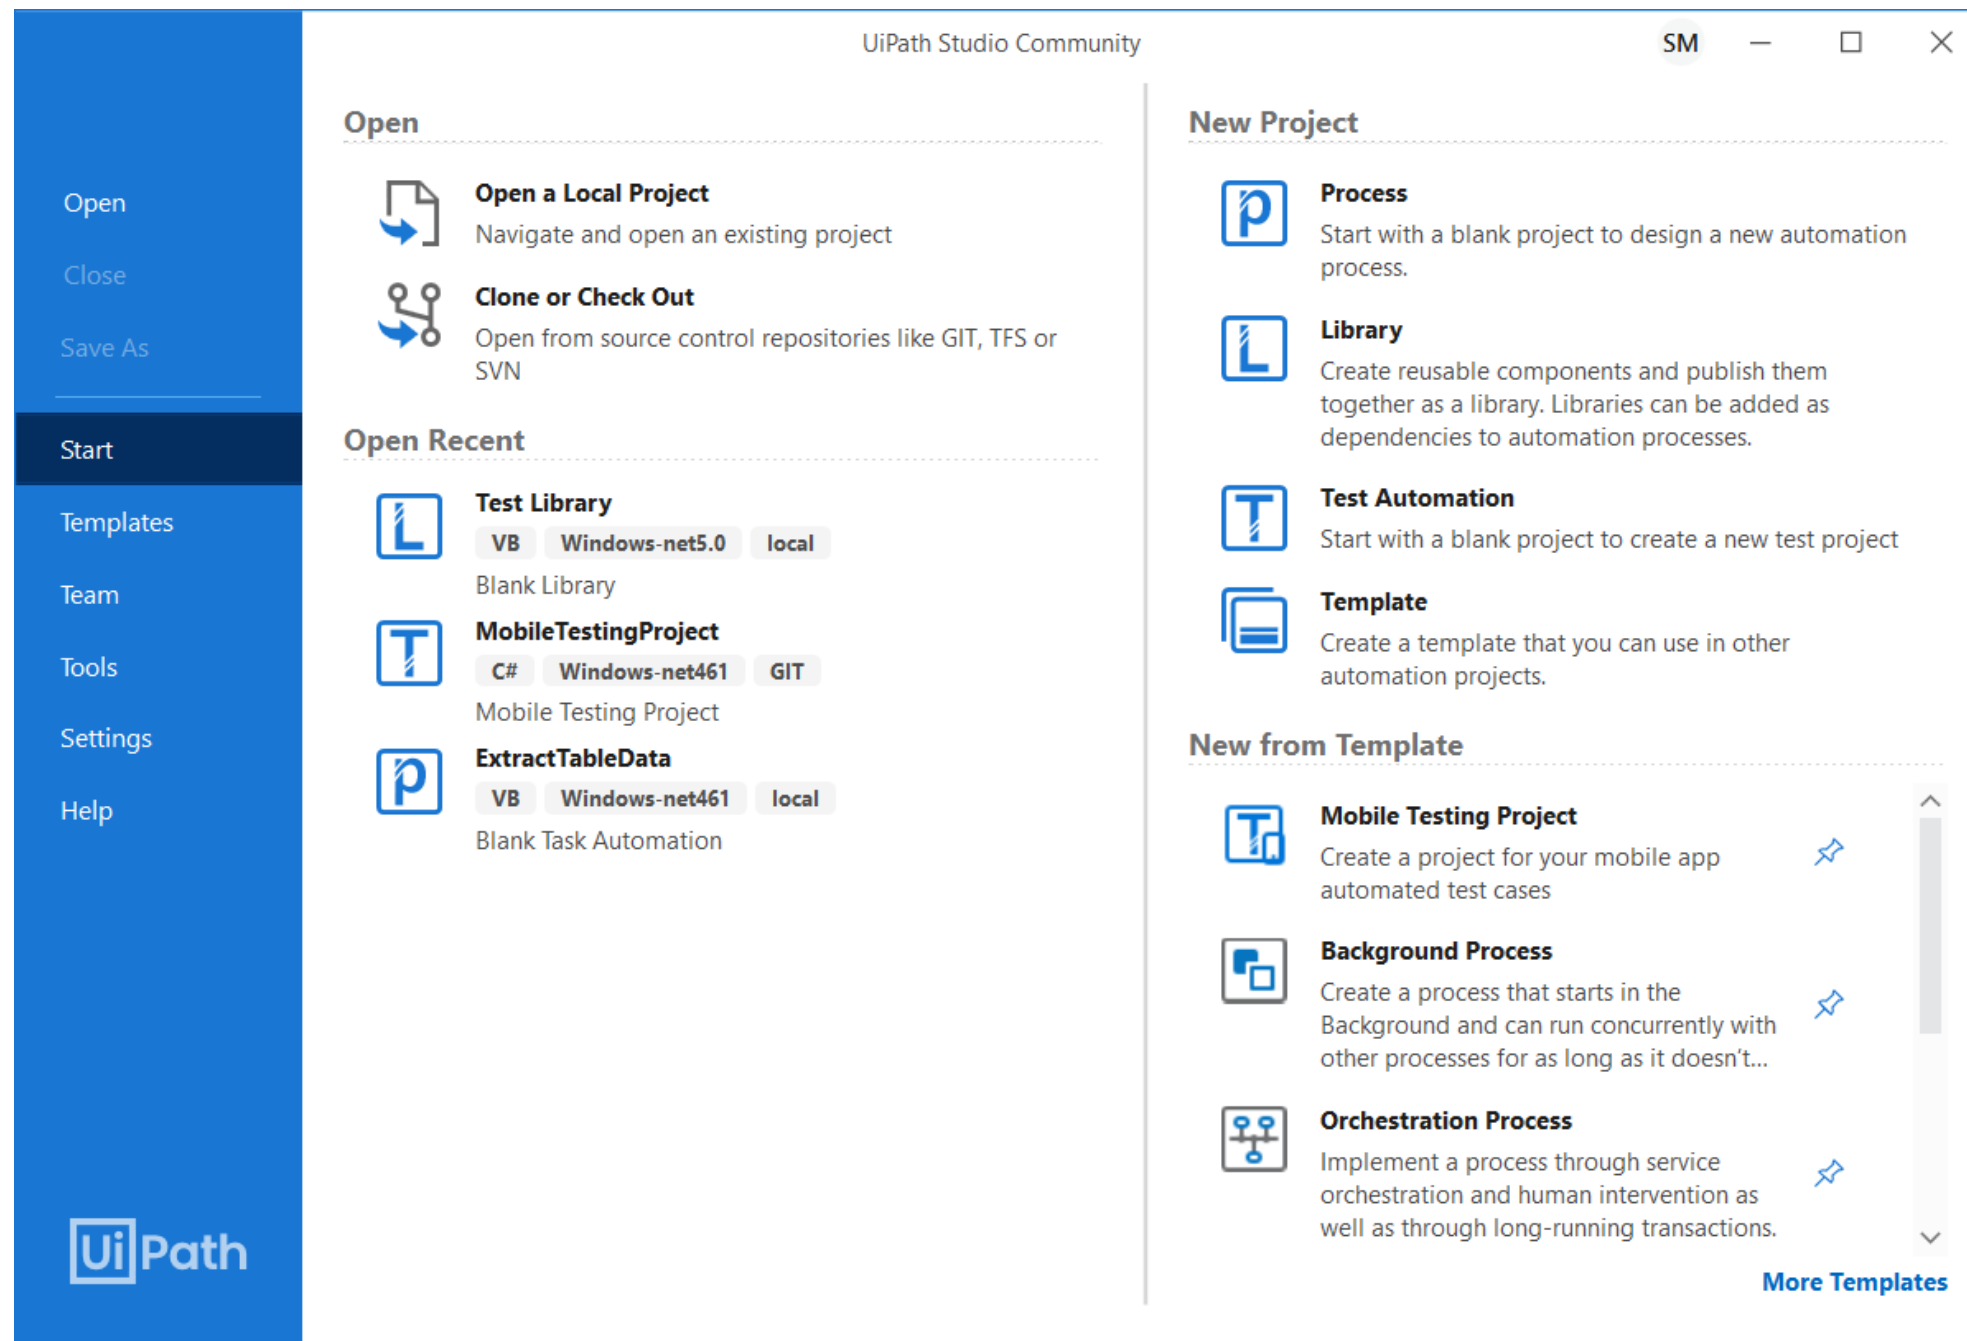 UiPath Studio Community
SM
Open
Close
Save As
Start
Templates
Team
Tools
Settings
Help
UiPath
Open
Open a Local Project
Navigate and open an existing project
Clone or Check Out
Open from source control repositories like GIT, TFS or
SVN
Open Recent
Test Library
VB Windows-net5.0 local
Blank Library
MobileTestingProject
C# Windows-net461 GIT
Mobile Testing Project
ExtractTableData
VB Windows-net461 local
Blank Task Automation
New Project
Process
Start with a blank project to design a new automation
process.
Library
Create reusable components and publish them
together as a library. Libraries can be added as
dependencies to automation processes.
Test Automation
Start with a blank project to create a new test project
Template
Create a template that you can use in other
automation projects.
New from Template
Mobile Testing Project
Create a project for your mobile app
automated test cases
Background Process
Create a process that starts in the
Background and can run concurrently with
other processes for as long as it doesn't...
Orchestration Process
Implement a process through service
orchestration and human intervention as
well as through long-running transactions.
More Templates